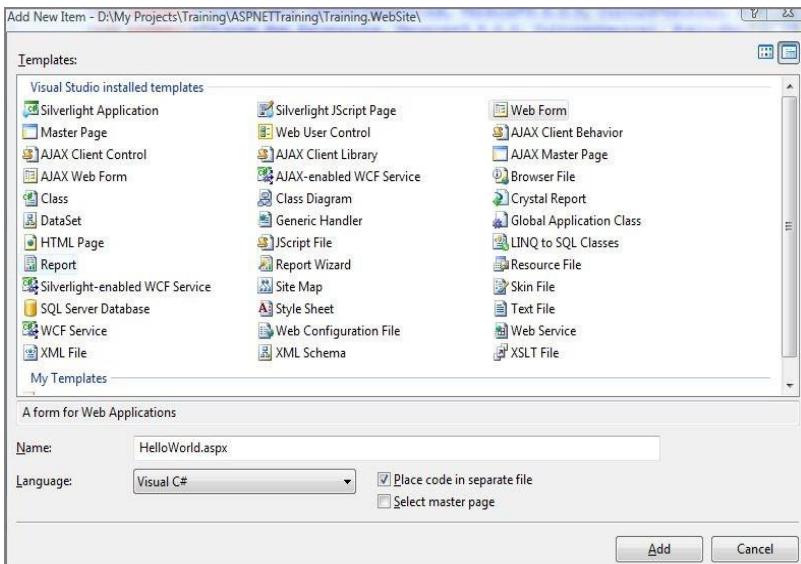 Add New Item - D:\My Projects\Training\ASPNETTraining\Training.WebSite\
Templates:
Visual Studio installed templates
Silverlight Application
Silverlight JScript Page
Web Form
Master Page
Web User Control
AJAX Client Behavior
AJAX Client Control
AJAX Client Library
AJAX Master Page
AJAX Web Form
AJAX-enabled WCF Service
Browser File
Class
Class Diagram
Crystal Report
DataSet
Generic Handler
Global Application Class
HTML Page
JScript File
LINQ to SQL Classes
Report
Report Wizard
Resource File
Silverlight-enabled WCF Service
Site Map
Skin File
SQL Server Database
Style Sheet
Text File
WCF Service
Web Configuration File
Web Service
XML File
XML Schema
XSLT File
My Templates
A form for Web Applications
Name:
HelloWorld.aspx
Language:
Visual C#
Place code in separate file
Select master page
Add
Cancel